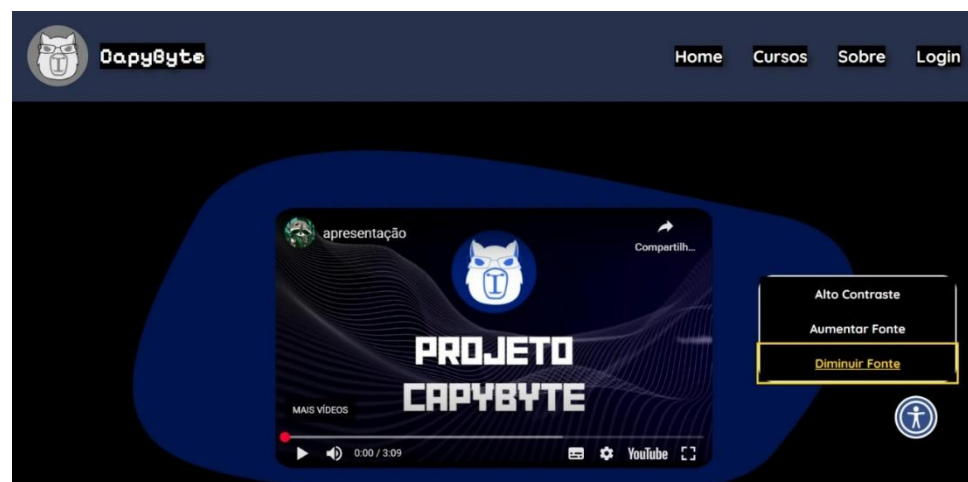 CapyByte
Home Cursos Sobre Login
apresentação
Compartilh...
PROJETO
CAPYBYTE
MAIS VÍDEOS
0:00 / 3:09
YouTube
Alto Contraste
Aumentar Fonte
Diminuir Fonte